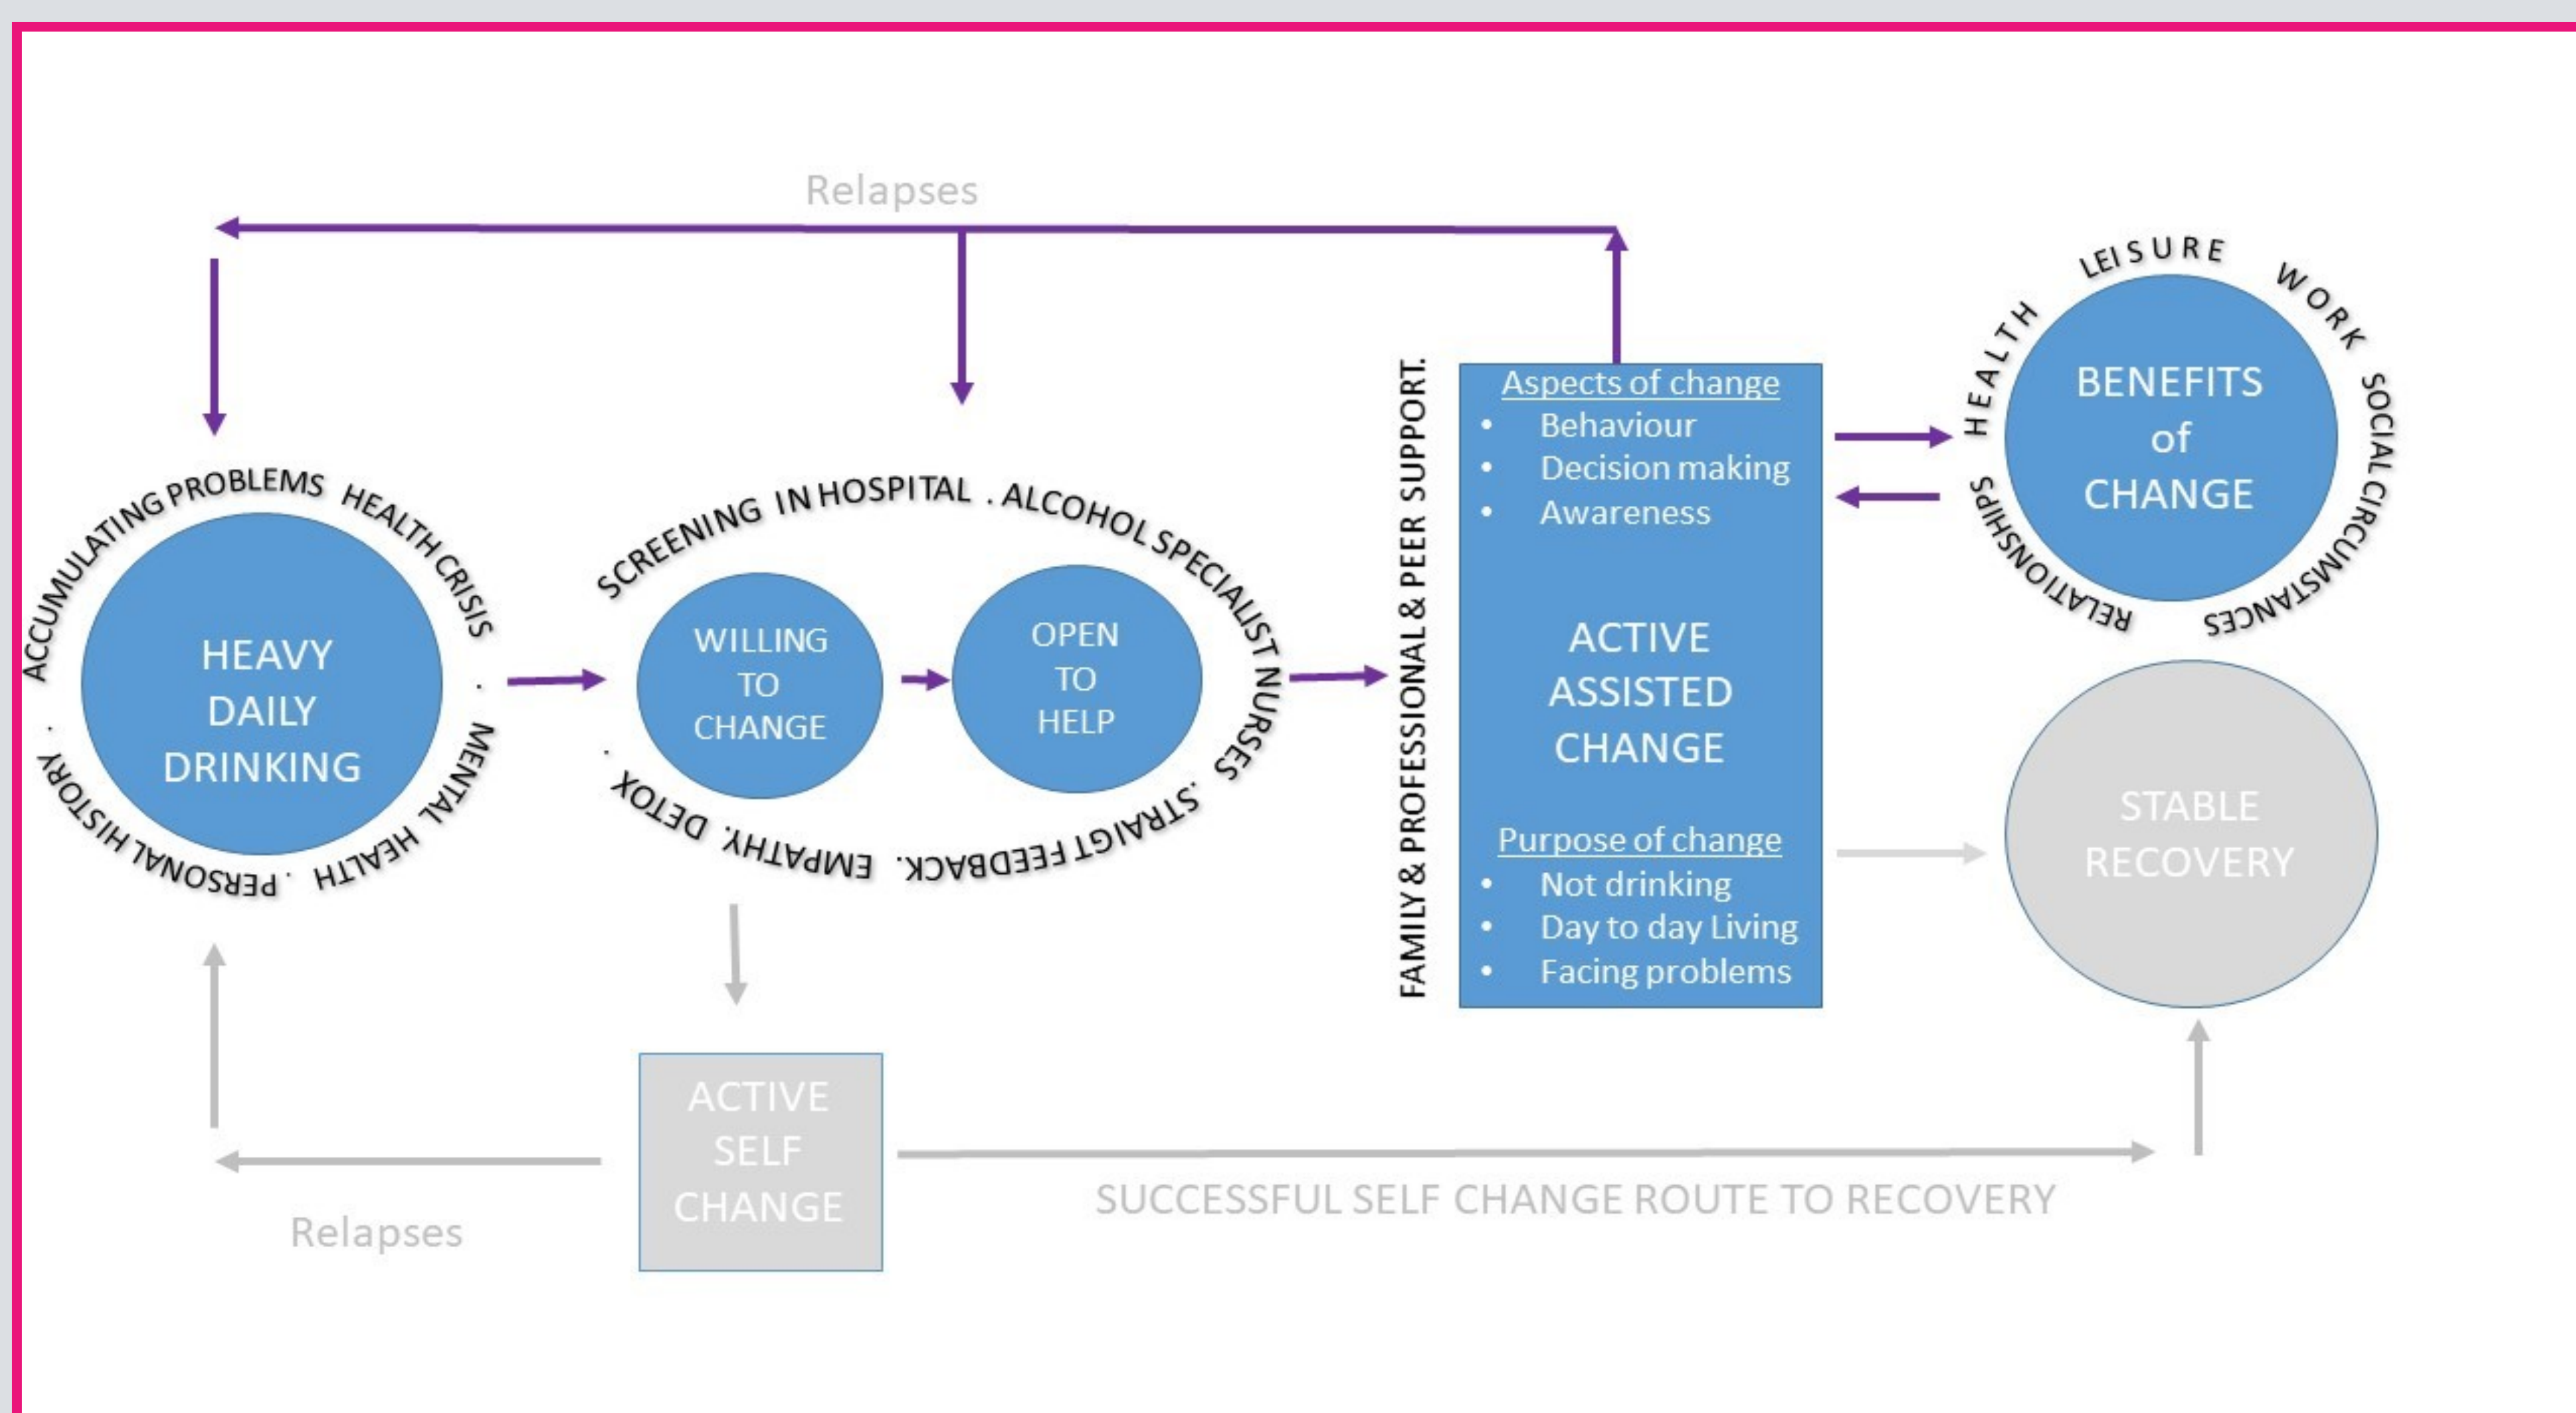 Relapses
ACCUMULATING PROBLEMS HEALTH CRISIS . MENTAL HEALTH . PERSONAL HISTORY .
HEAVY
DAILY
DRINKING
SCREENING IN HOSPITAL . ALCOHOL SPECIALIST NURSES . STRAIGT FEEDBACK. EMPATHY. DETOX .
WILLING
TO
CHANGE
OPEN
TO
HELP
FAMILY & PROFESSIONAL & PEER SUPPORT.
Aspects of change
• Behaviour
• Decision making
• Awareness
ACTIVE
ASSISTED
CHANGE
Purpose of change
• Not drinking
• Day to day Living
• Facing problems
HEALTH LEISURE WORK SOCIAL CIRCUMSTANCES RELATIONSHIPS
BENEFITS
of
CHANGE
STABLE
RECOVERY
ACTIVE
SELF
CHANGE
Relapses
SUCCESSFUL SELF CHANGE ROUTE TO RECOVERY